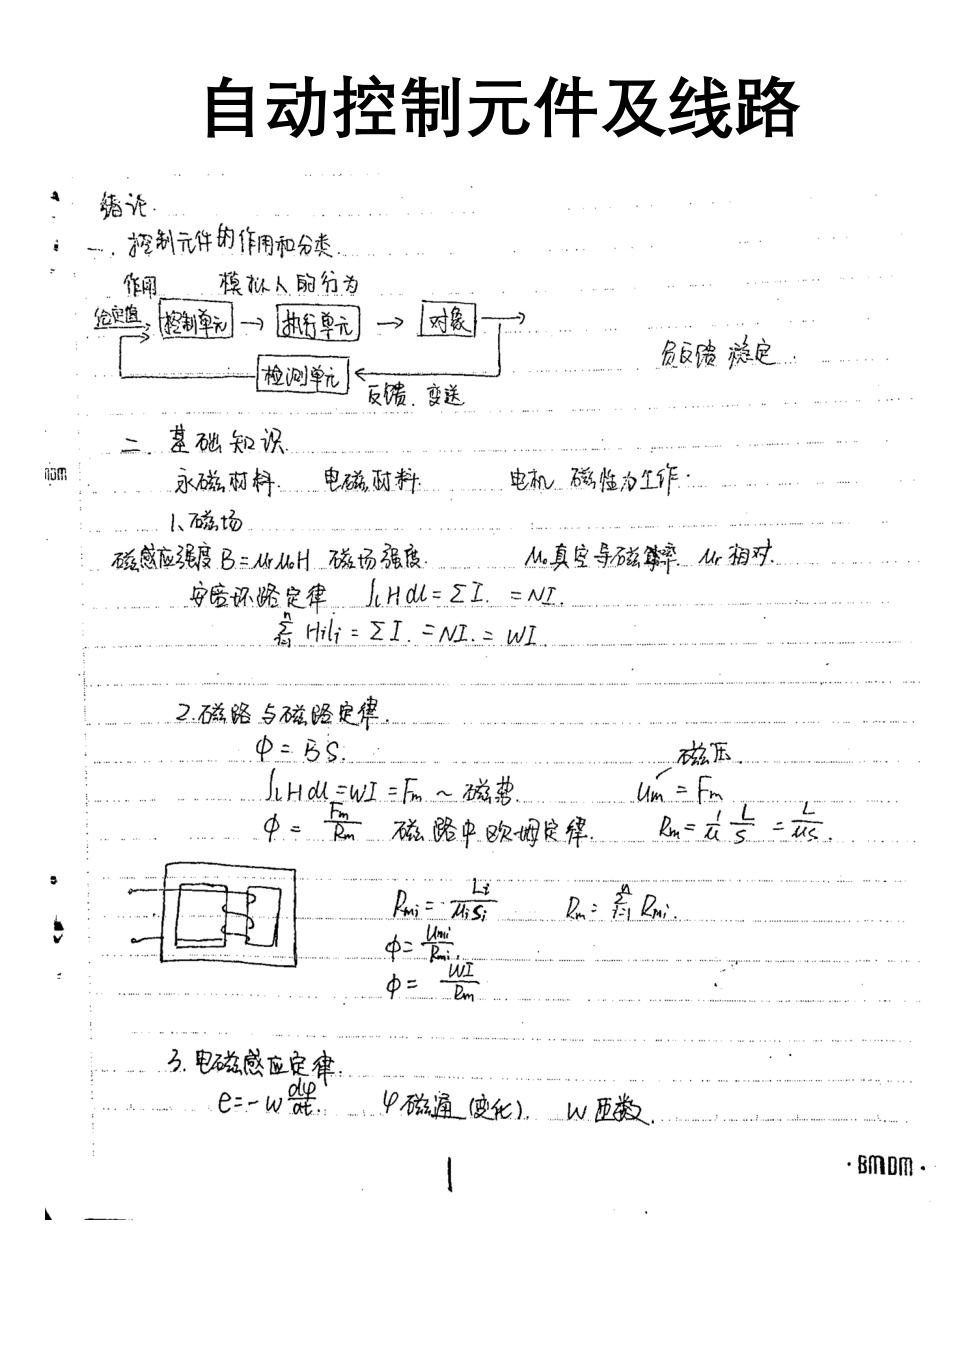 自动控制元件及线路
绪论.
一. 控制元件的作用和分类.
作用 模拟人的行为
给定值 控制单元 → 执行单元 → 对象
负反馈 稳定.
检测单元
反馈. 变送
二. 基础知识.
永磁材料. 电磁材料. 电机 磁性为工作.
1、磁场
磁感应强度 B=μrμ0H 磁场强度. μ0真空导磁率. μr相对.
安培环路定律 ∫l H dl = ΣI. = NI.
Σ(i=1→n) Hili = ΣI. = NI. = WI.
2.磁路与磁路定律.
Φ = BS.
磁压.
∫l H dl = WI = Fm ~ 磁势. Um = Fm
Φ = Fm/Rm 磁路中欧姆定律. Rm = 1/μ L/S = L/μS.
Rmi = Li/μiSi Rm = Σ(i=1→n) Rmi.
Φ = Umi/Rmi.
Φ = WI/Rm
3.电磁感应定律.
e=-W dφ/dt. φ磁通(变化). W匝数.
1
·BMDM·